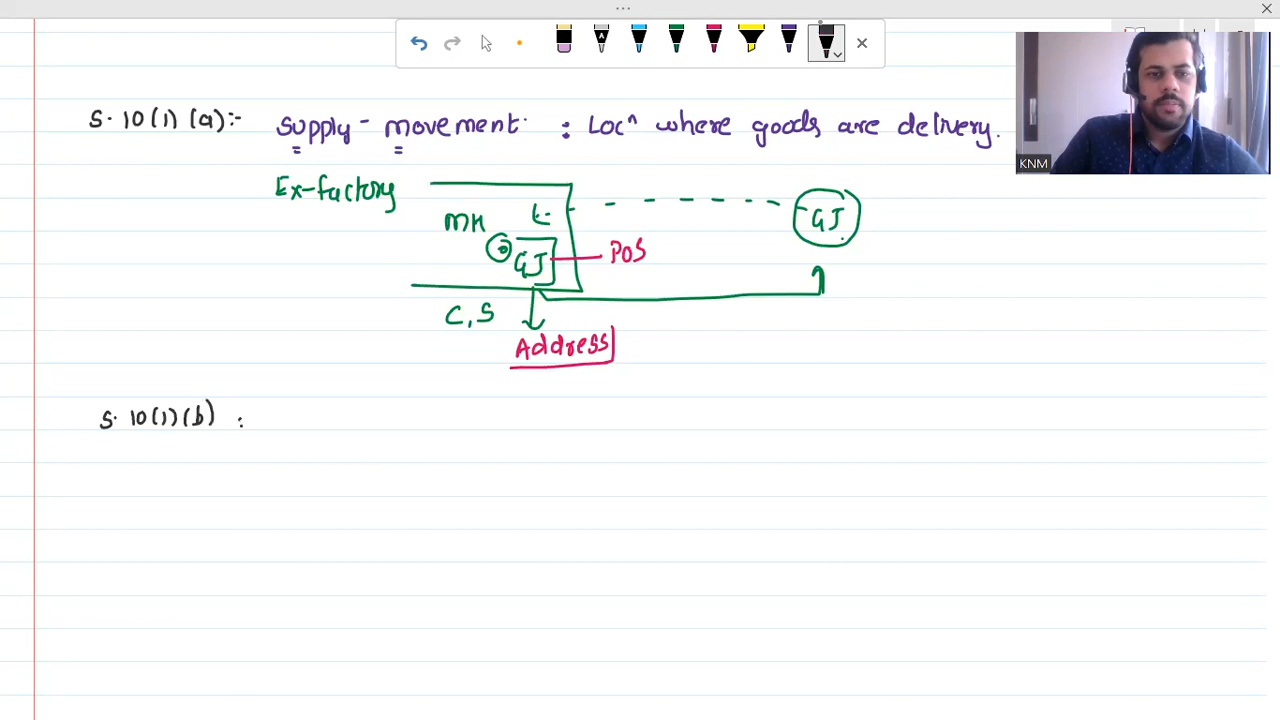 S. 10(1) (a):- Supply - movement : Locⁿ where goods are delivery.
Ex-factory
MH
GJ
GJ
POS
C, S
Address
S. 10(1)(b) :
KNM